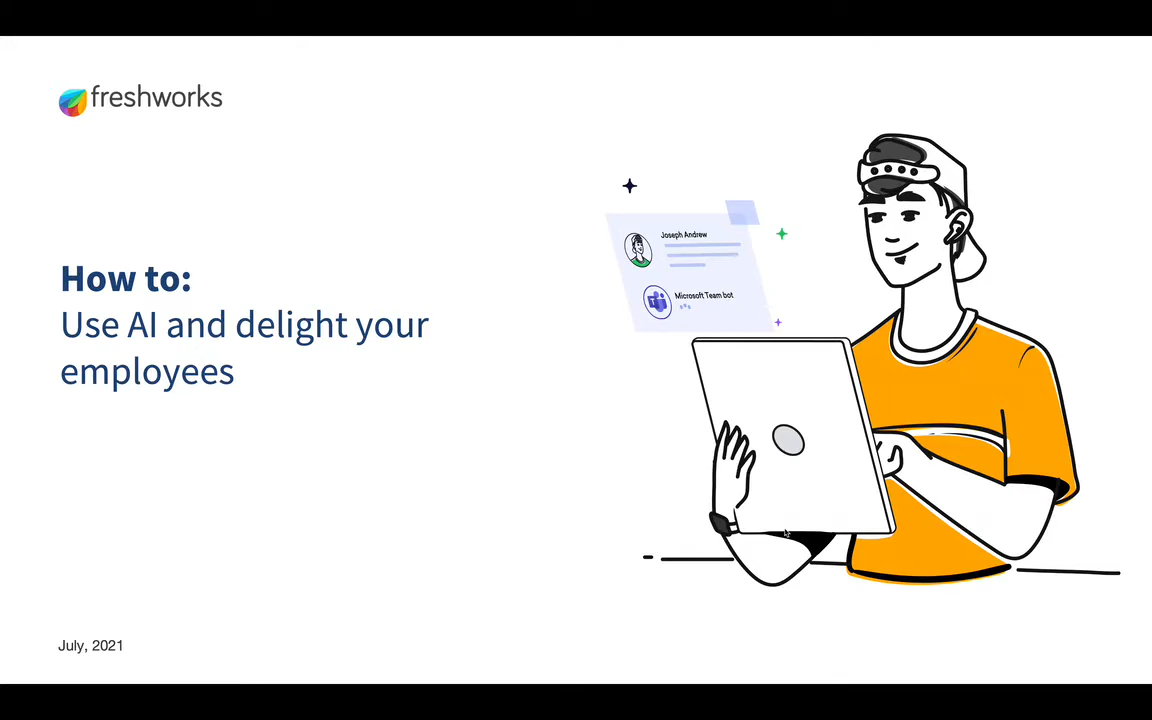 freshworks
Joseph Andrew
Microsoft Team bot
How to:
Use AI and delight your
employees
July, 2021